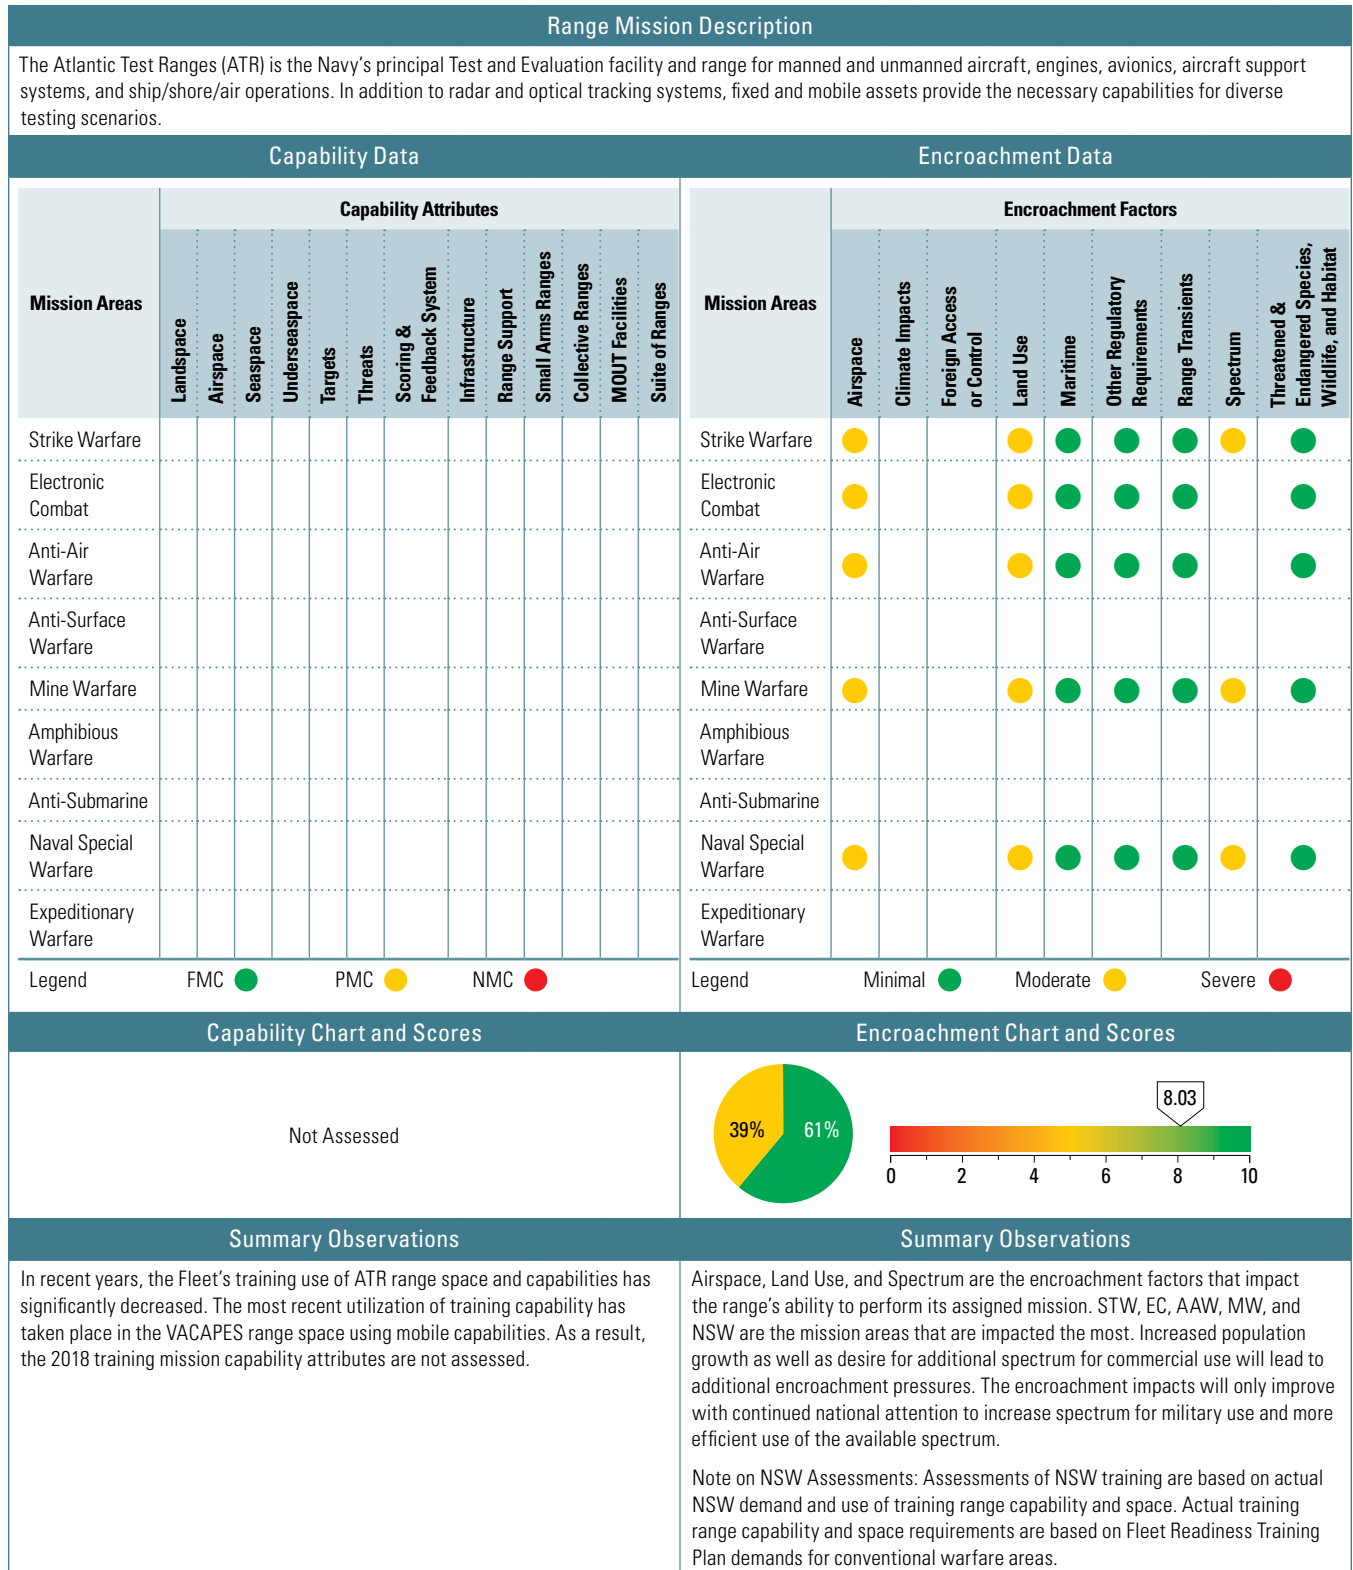 Range Mission Description
The Atlantic Test Ranges (ATR) is the Navy's principal Test and Evaluation facility and range for manned and unmanned aircraft, engines, avionics, aircraft support
systems, and ship/shore/air operations. In addition to radar and optical tracking systems, fixed and mobile assets provide the necessary capabilities for diverse
testing scenarios.
Capability Data
Mission Areas
Capability Attributes
Landspace
Airspace
Seaspace
Underseaspace
Targets
Threats
Scoring &
Feedback System
Infrastructure
Range Support
Small Arms Ranges
Collective Ranges
MOUT Facilities
Suite of Ranges
Strike Warfare
Electronic
Combat
Anti-Air
Warfare
Anti-Surface
Warfare
Mine Warfare
Amphibious
Warfare
Anti-Submarine
Naval Special
Warfare
Expeditionary
Warfare
Legend FMC PMC NMC
Encroachment Data
Mission Areas
Encroachment Factors
Airspace
Climate Impacts
Foreign Access
or Control
Land Use
Maritime
Other Regulatory
Requirements
Range Transients
Spectrum
Threatened &
Endangered Species,
Wildlife, and Habitat
Strike Warfare
Electronic
Combat
Anti-Air
Warfare
Anti-Surface
Warfare
Mine Warfare
Amphibious
Warfare
Anti-Submarine
Naval Special
Warfare
Expeditionary
Warfare
Legend Minimal Moderate Severe
Capability Chart and Scores
Not Assessed
Encroachment Chart and Scores
39% 61%
8.03
0 2 4 6 8 10
Summary Observations
In recent years, the Fleet's training use of ATR range space and capabilities has
significantly decreased. The most recent utilization of training capability has
taken place in the VACAPES range space using mobile capabilities. As a result,
the 2018 training mission capability attributes are not assessed.
Summary Observations
Airspace, Land Use, and Spectrum are the encroachment factors that impact
the range's ability to perform its assigned mission. STW, EC, AAW, MW, and
NSW are the mission areas that are impacted the most. Increased population
growth as well as desire for additional spectrum for commercial use will lead to
additional encroachment pressures. The encroachment impacts will only improve
with continued national attention to increase spectrum for military use and more
efficient use of the available spectrum.
Note on NSW Assessments: Assessments of NSW training are based on actual
NSW demand and use of training range capability and space. Actual training
range capability and space requirements are based on Fleet Readiness Training
Plan demands for conventional warfare areas.